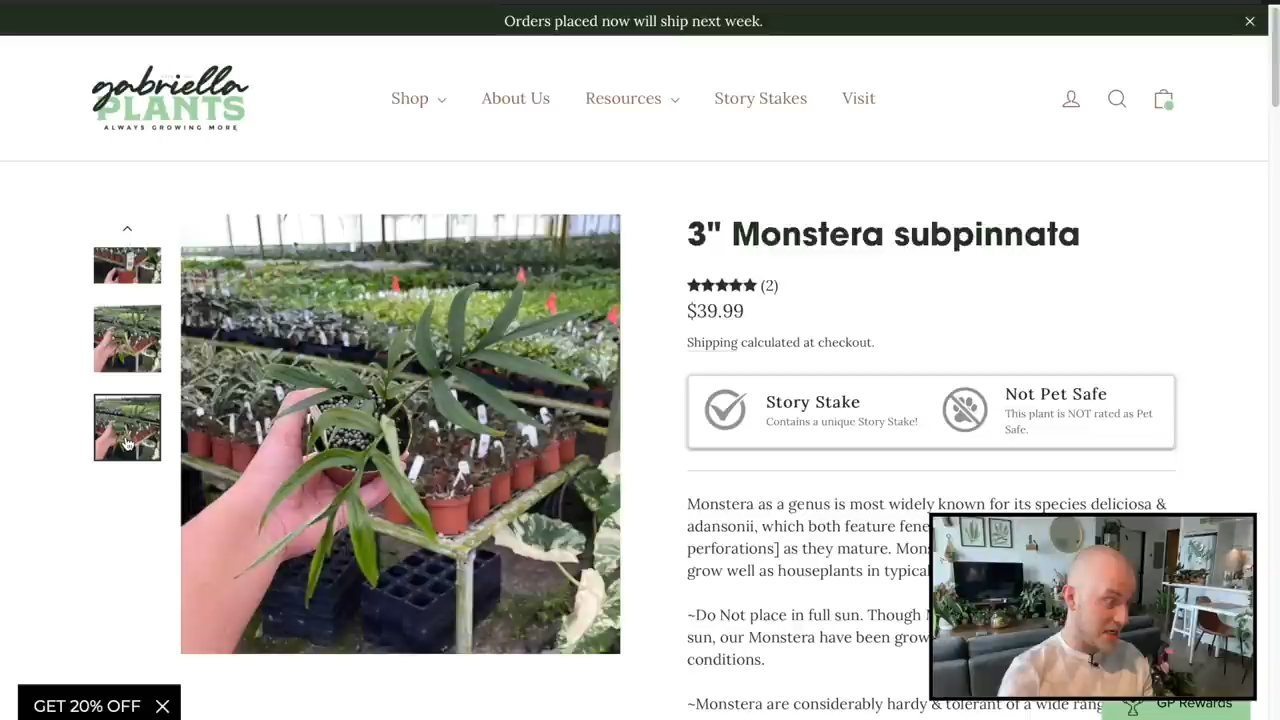 Orders placed now will ship next week.
gabriella
PLANTS
ALWAYS GROWING MORE
Shop
About Us
Resources
Story Stakes
Visit
3" Monstera subpinnata
(2)
$39.99
Shipping calculated at checkout.
Story Stake
Contains a unique Story Stake!
Not Pet Safe
This plant is NOT rated as Pet
Safe.
Monstera as a genus is most widely known for its species deliciosa &
adansonii, which both feature
perforations] as they mature.
grow well as houseplants in
~Do Not place in full sun. Though
sun, our Monstera have been
conditions.
~Monstera are considerably hardy & tolerant of a wide
GET 20% OFF
GP Rewards